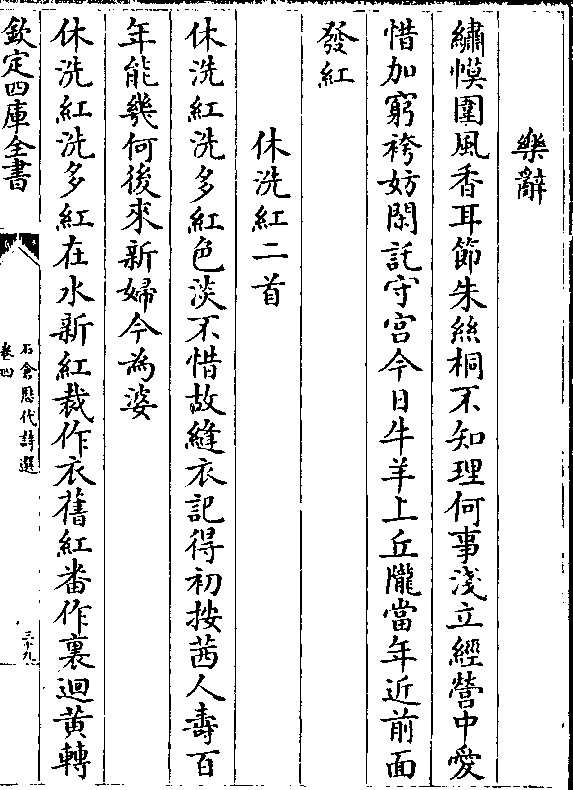 樂辭
繡幙圍風香耳節朱絲桐不知理何事淺立經營中愛
惜加窮袴妨閑託守宮今日牛羊上丘隴當年近前面
發紅
休洗紅二首
休洗紅洗多紅色淡不惜故縫衣記得初按茜人壽百
年能幾何後來新婦今為婆
休洗紅洗多紅在水新紅裁作衣舊紅番作裏迴黃轉
欽定四庫全書
石倉歷代詩選
卷四
三十九